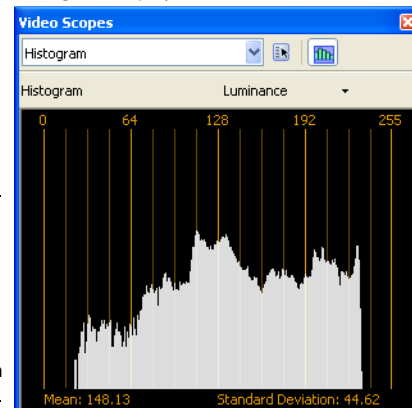 Video Scopes
Histogram
Histogram Luminance
0 64 128 192 255
Mean: 148.13 Standard Deviation: 44.62